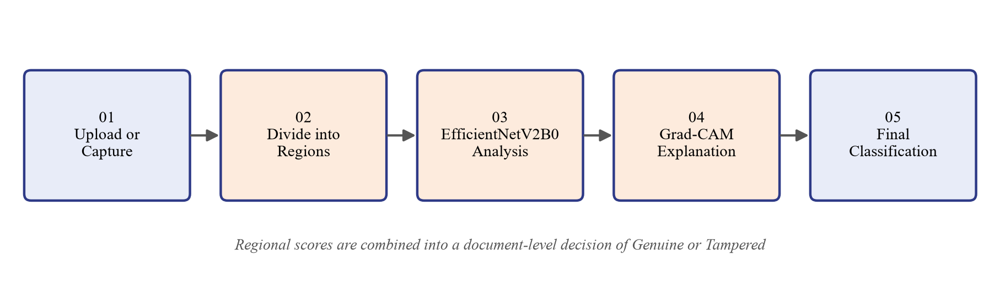 01
Upload or
Capture
02
Divide into
Regions
03
EfficientNetV2B0
Analysis
04
Grad-CAM
Explanation
05
Final
Classification
Regional scores are combined into a document-level decision of Genuine or Tampered